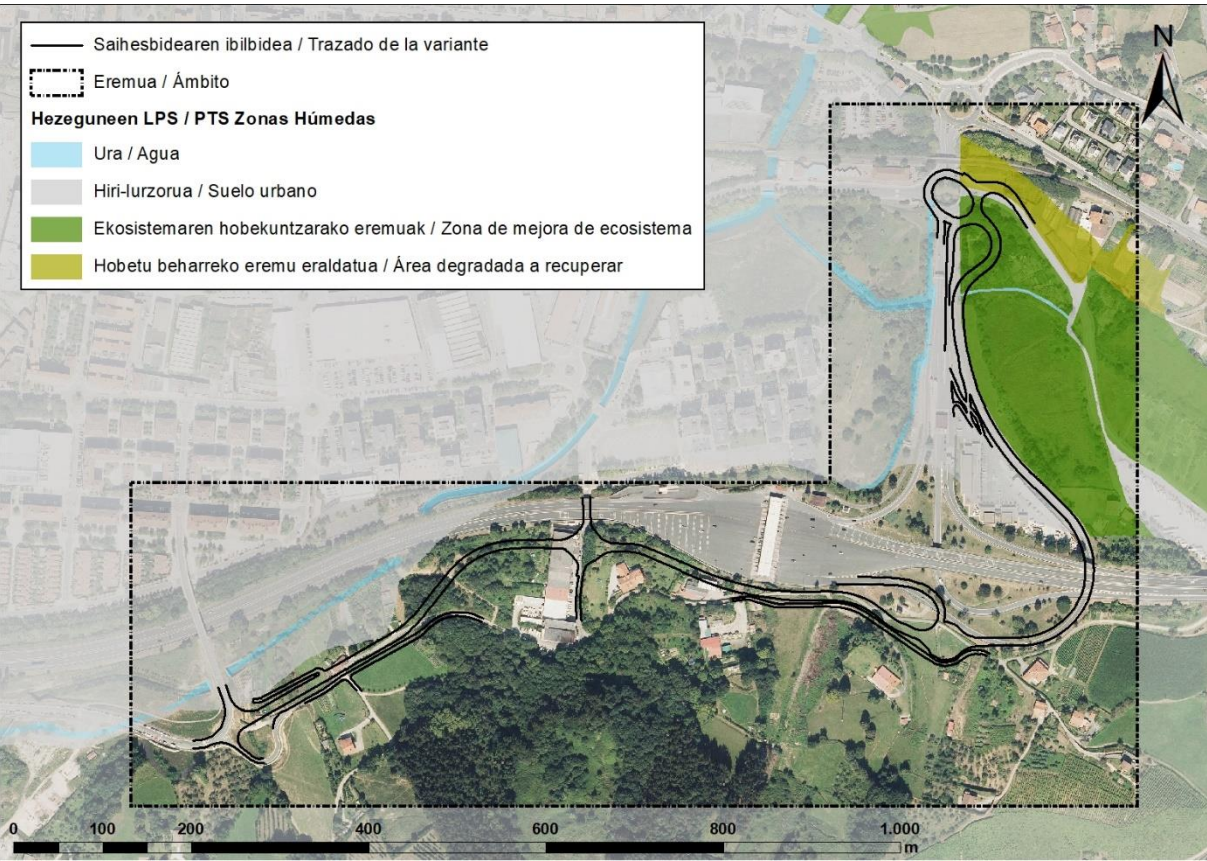 Saihesbidearen ibilbidea / Trazado de la variante
Eremua / Ámbito
Hezeguneen LPS / PTS Zonas Húmedas
Ura / Agua
Hiri-lurzorua / Suelo urbano
Ekosistemaren hobekuntzarako eremuak / Zona de mejora de ecosistema
Hobetu beharreko eremu eraldatua / Área degradada a recuperar
N
0 100 200 400 600 800 1.000
m